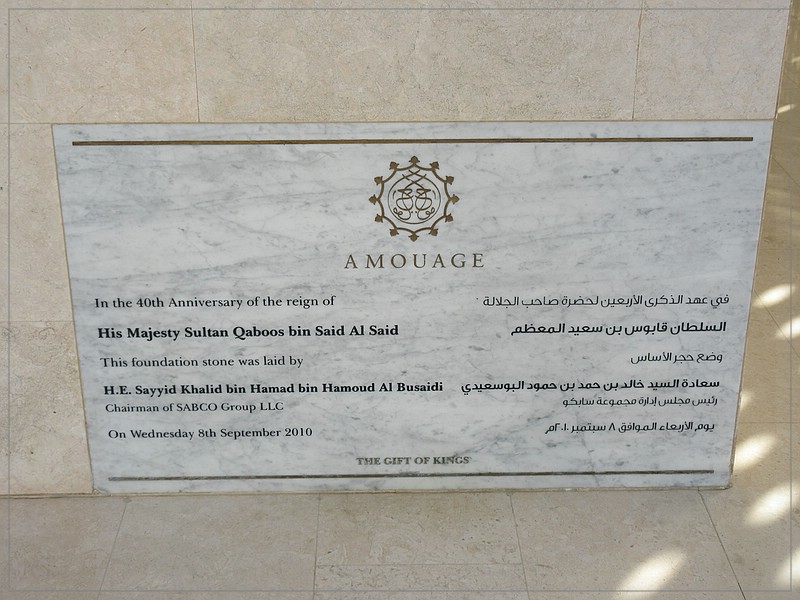 AMOUAGE
In the 40th Anniversary of the reign of
His Majesty Sultan Qaboos bin Said Al Said
This foundation stone was laid by
H.E. Sayyid Khalid bin Hamad bin Hamoud Al Busaidi
Chairman of SABCO Group LLC
On Wednesday 8th September 2010
في عهد الذكرى الأربعين لحضرة صاحب الجلالة
السلطان قابوس بن سعيد المعظم
وضع حجر الأساس
سعادة السيد خالد بن حمد بن حمود البوسعيدي
رئيس مجلس إدارة مجموعة سابكو
يوم الأربعاء الموافق ٨ سبتمبر ٢٠١٠م
THE GIFT OF KINGS